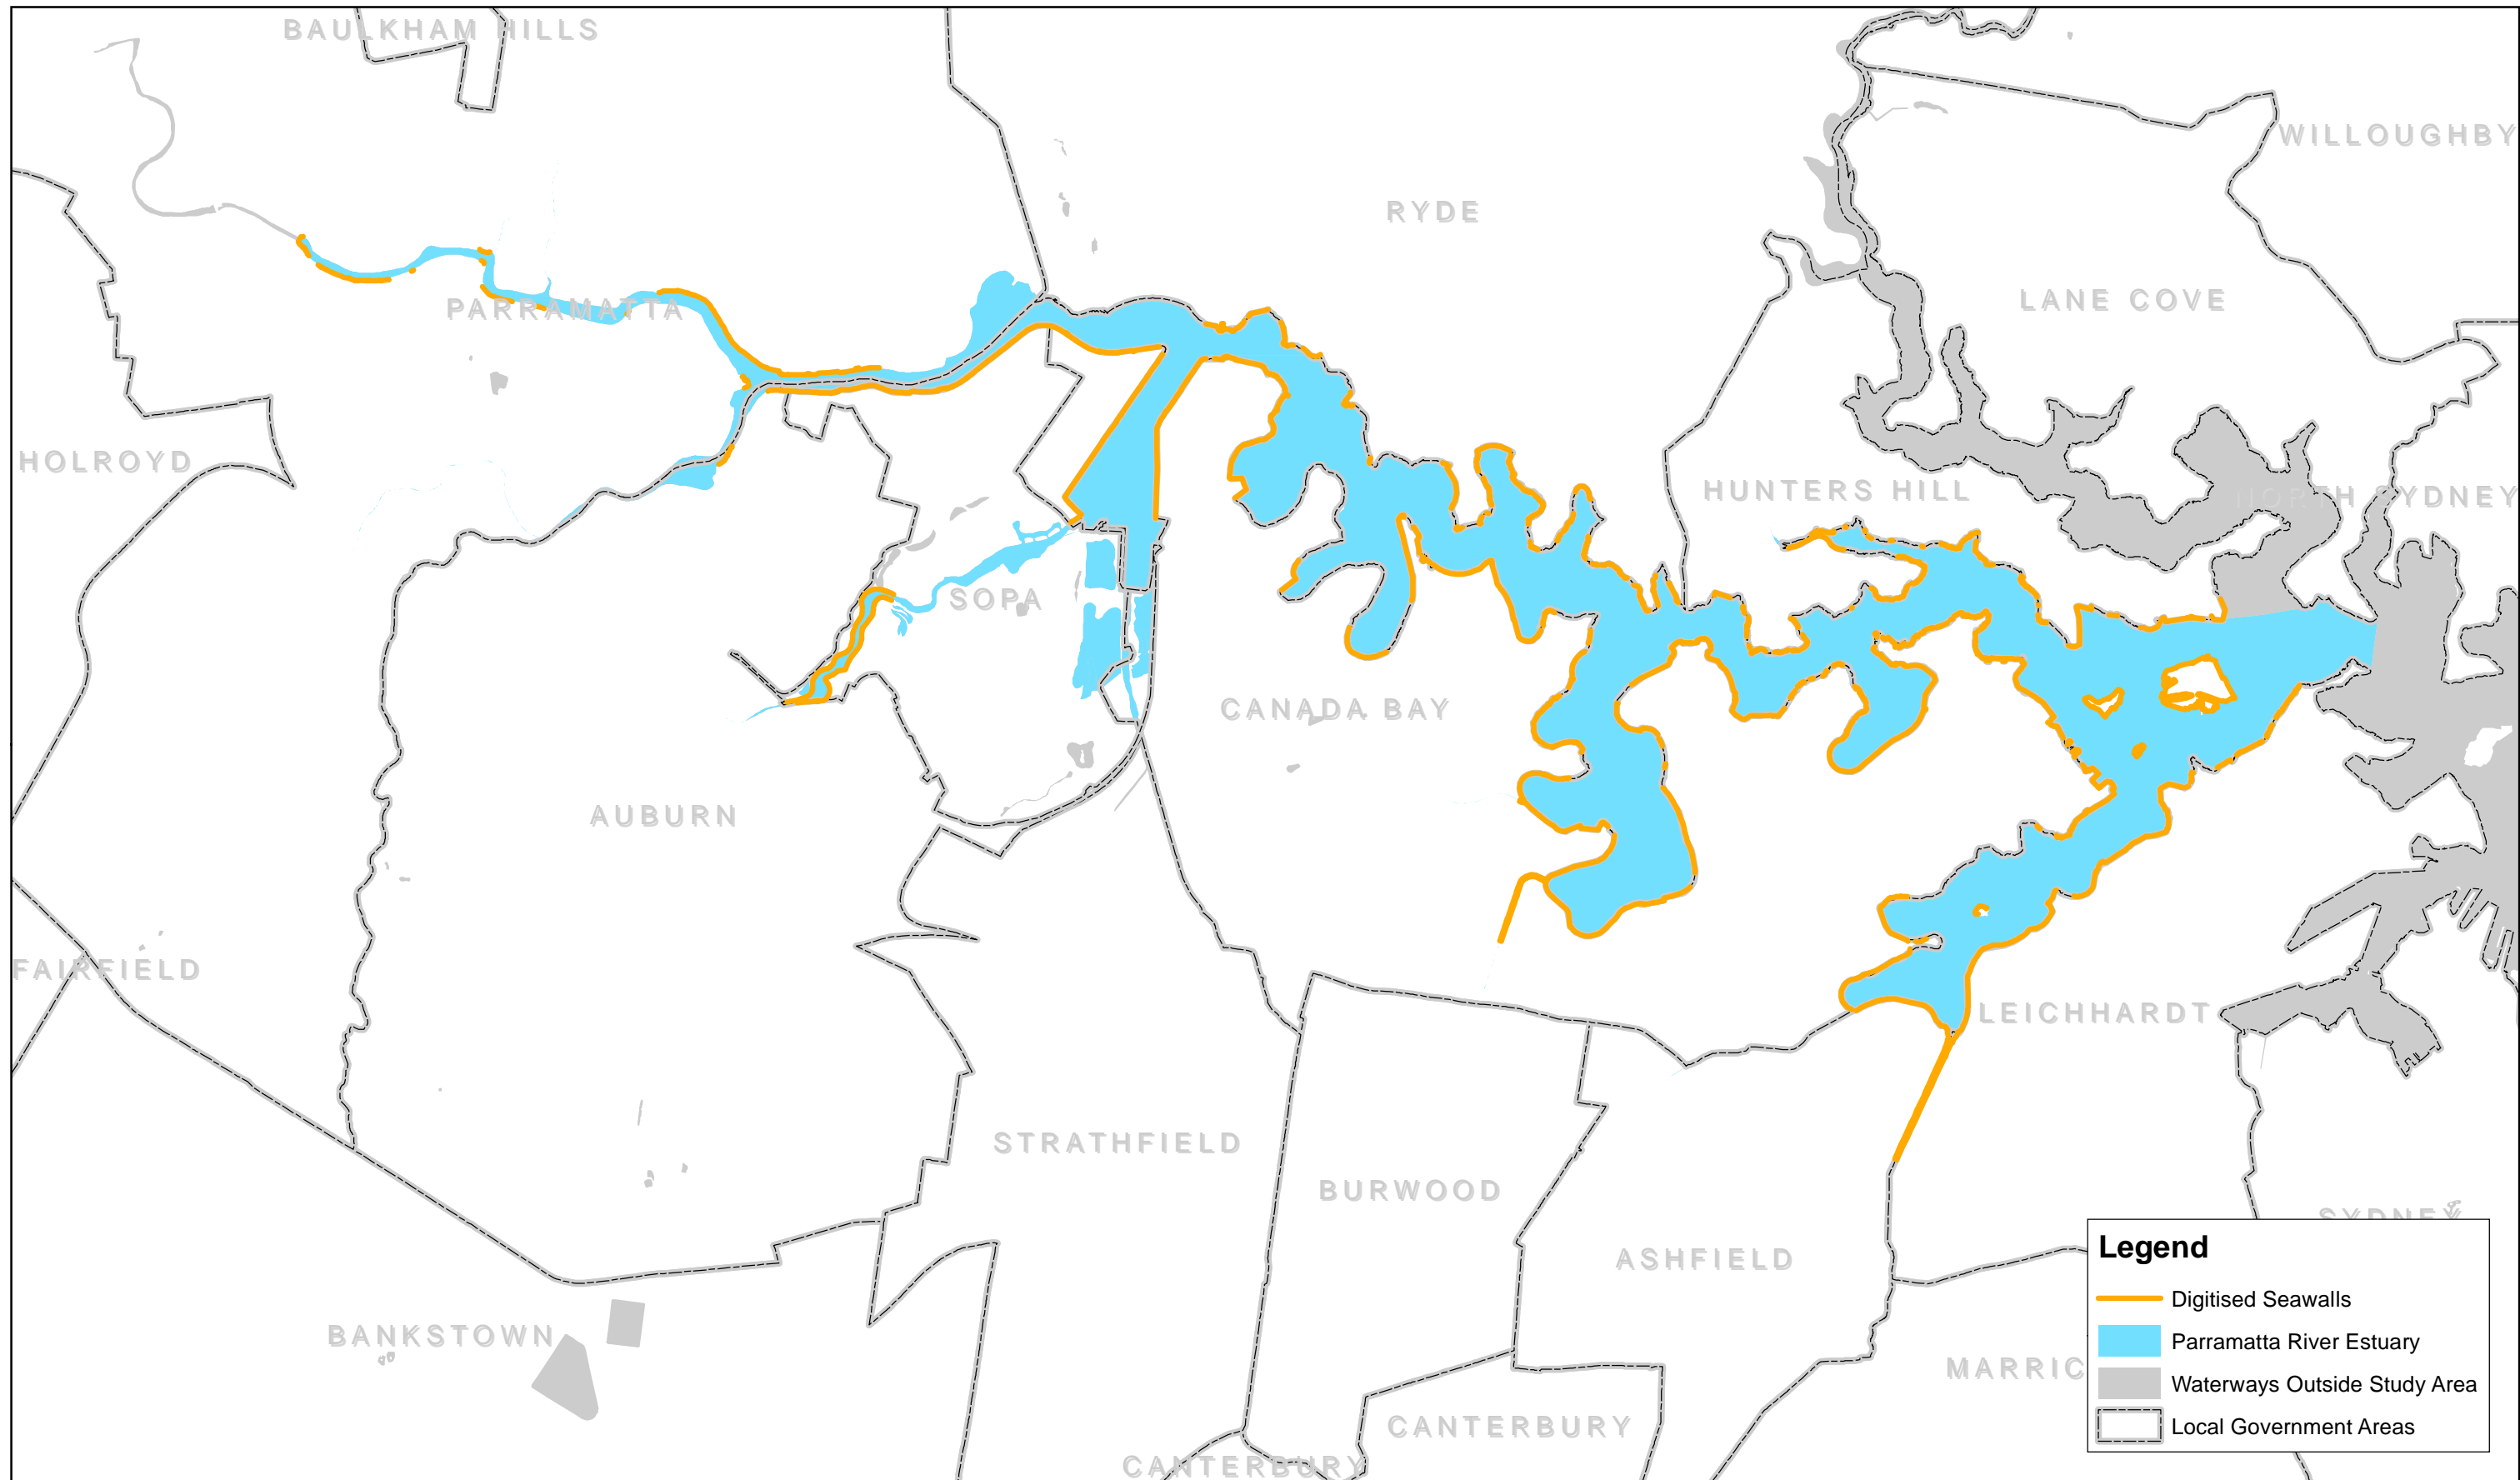 BAULKHAM HILLS
WILLOUGHBY
RYDE
LANE COVE
PARRAMATTA
HOLROYD
HUNTERS HILL
NORTH SYDNEY
SOPA
CANADA BAY
AUBURN
FAIRFIELD
LEICHHARDT
STRATHFIELD
BURWOOD
SYDNEY
ASHFIELD
BANKSTOWN
MARRIC
CANTERBURY
CANTERBURY
Legend
Digitised Seawalls
Parramatta River Estuary
Waterways Outside Study Area
Local Government Areas